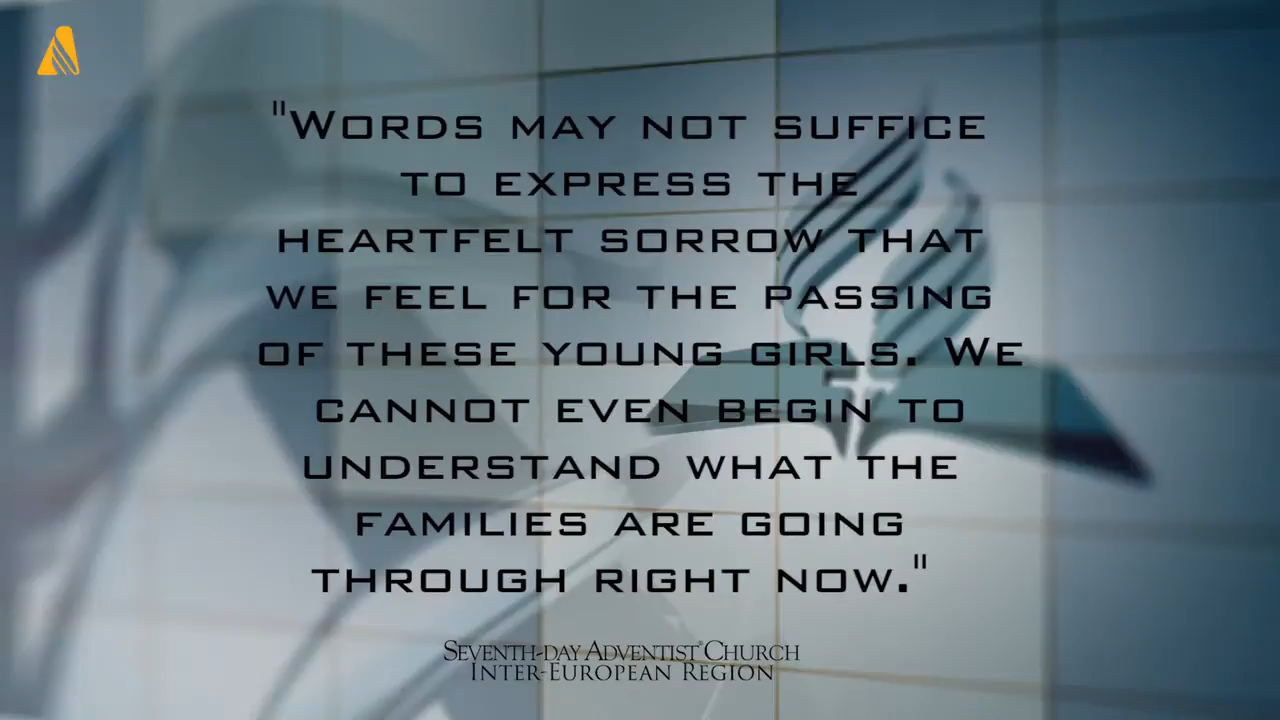 "Words may not suffice
to express the
heartfelt sorrow that
we feel for the passing
of these young girls. We
cannot even begin to
understand what the
families are going
through right now."
Seventh-day Adventist® Church
Inter-European Region